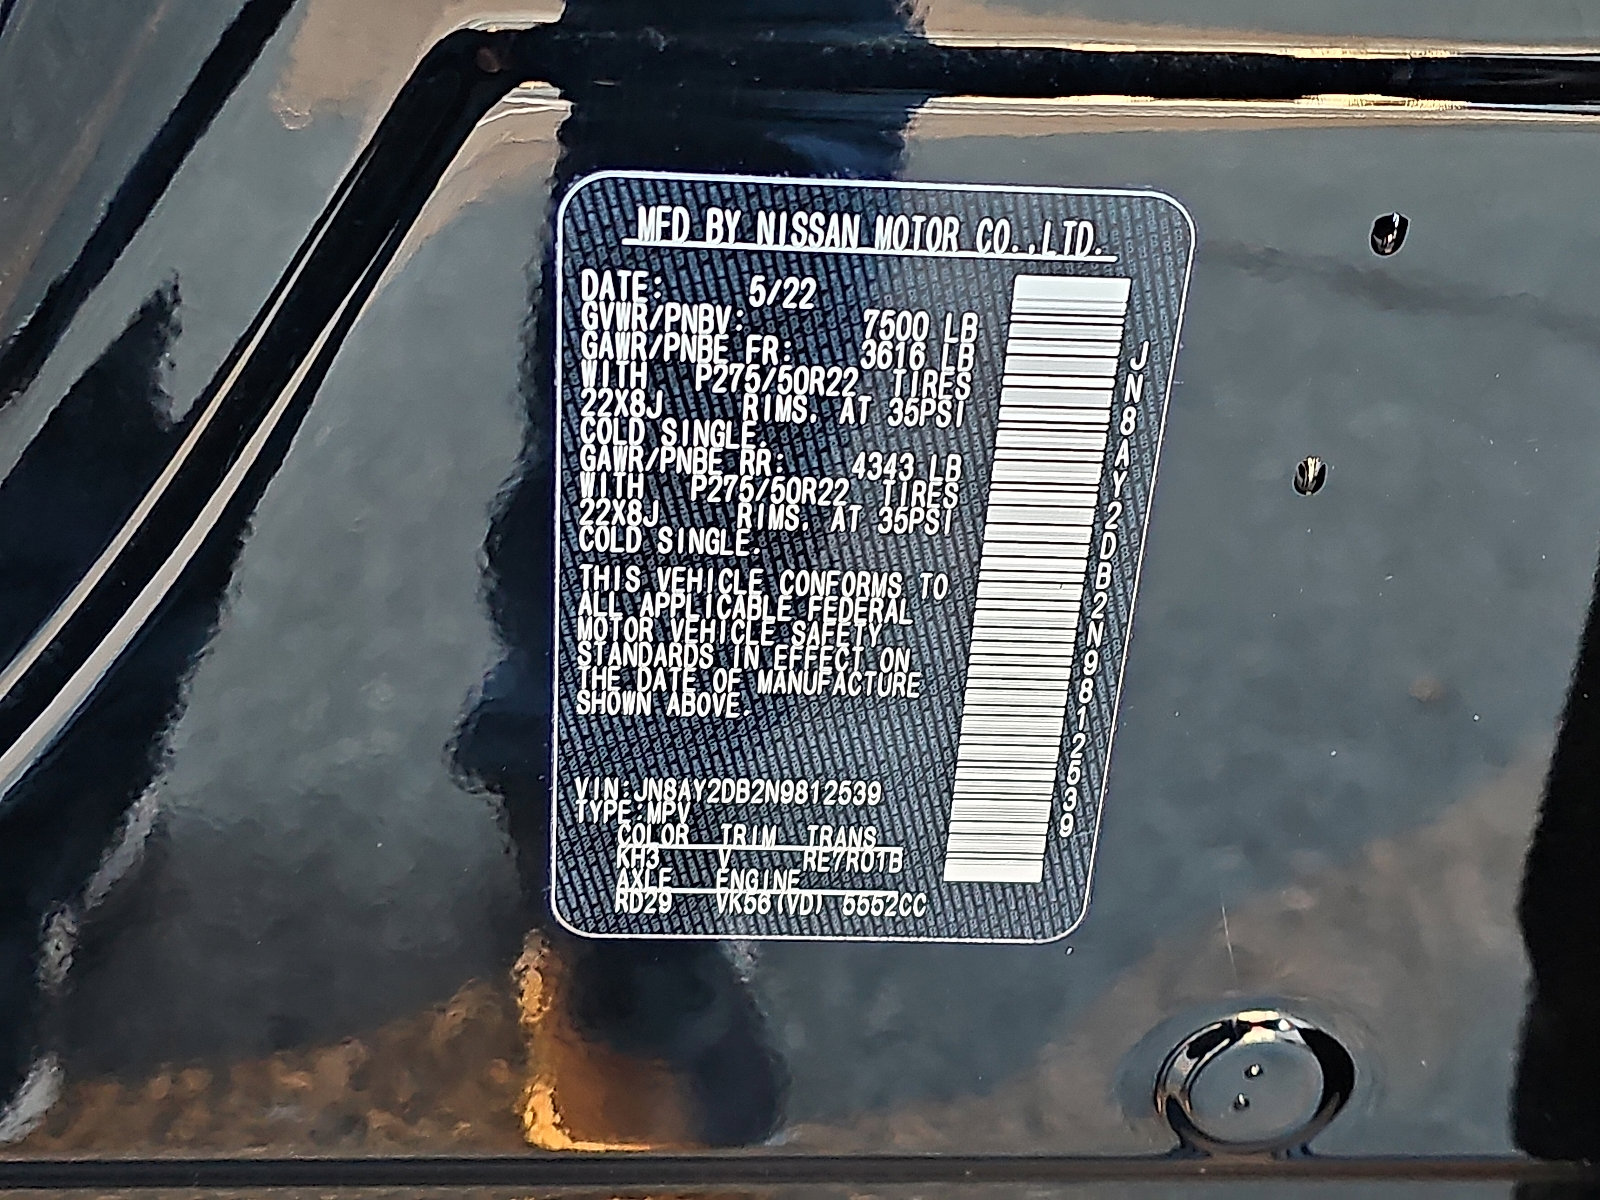 MFD BY NISSAN MOTOR CO.,LTD.
DATE: 5/22
GVWR/PNBV: 7500 LB
GAWR/PNBE FR: 3616 LB
WITH P275/50R22 TIRES
22X8J RIMS, AT 35PSI
COLD SINGLE.
GAWR/PNBE RR: 4343 LB
WITH P275/50R22 TIRES
22X8J RIMS, AT 35PSI
COLD SINGLE.
THIS VEHICLE CONFORMS TO
ALL APPLICABLE FEDERAL
MOTOR VEHICLE SAFETY
STANDARDS IN EFFECT ON
THE DATE OF MANUFACTURE
SHOWN ABOVE.
VIN:JN8AY2DB2N9812539
TYPE:MPV
COLOR TRIM TRANS
KH3 V RE7R01B
AXLE ENGINE
RD29 VK56(VD) 5552CC
JN8AY2DB2N9812539